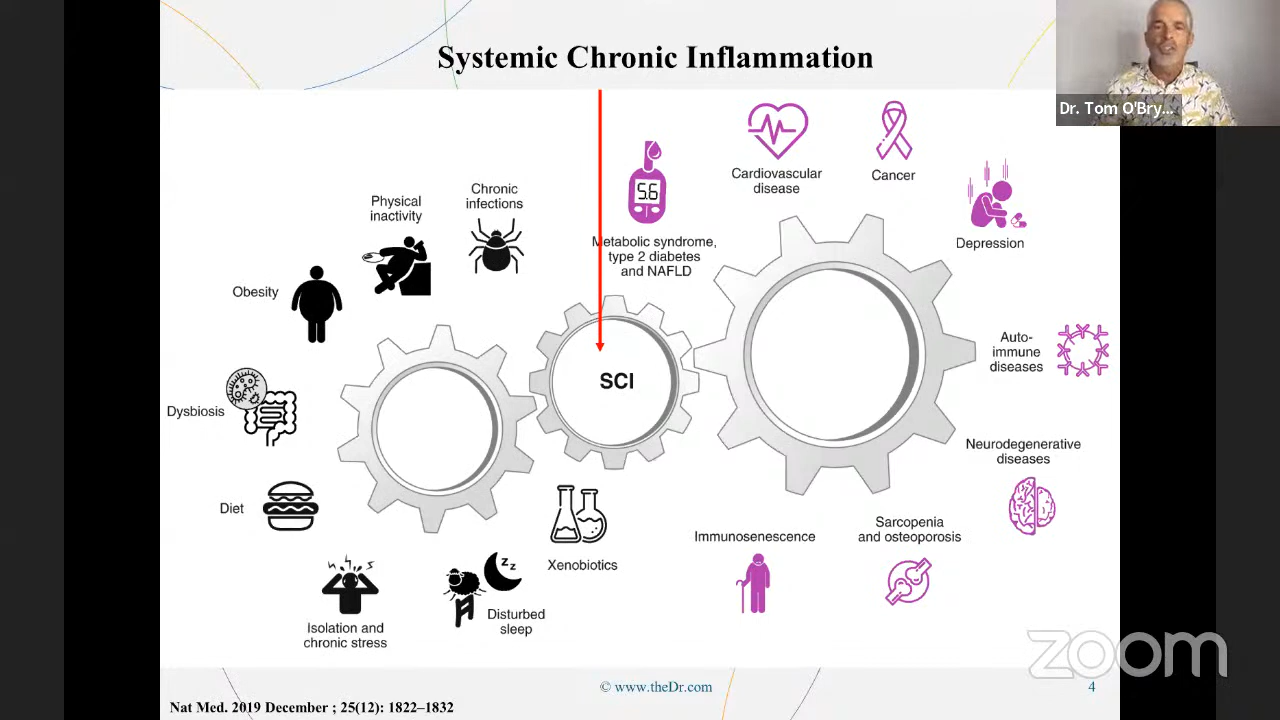 Systemic Chronic Inflammation
Dr. Tom O'Bry...
Cardiovascular
disease
Cancer
5.6
Depression
Chronic
infections
Physical
inactivity
Metabolic syndrome,
type 2 diabetes
and NAFLD
Obesity
Auto-
immune
diseases
SCI
Dysbiosis
Neurodegenerative
diseases
Diet
Immunosenescence
Sarcopenia
and osteoporosis
Xenobiotics
z z
Disturbed
sleep
Isolation and
chronic stress
zoom
© www.theDr.com
4
Nat Med. 2019 December ; 25(12): 1822–1832